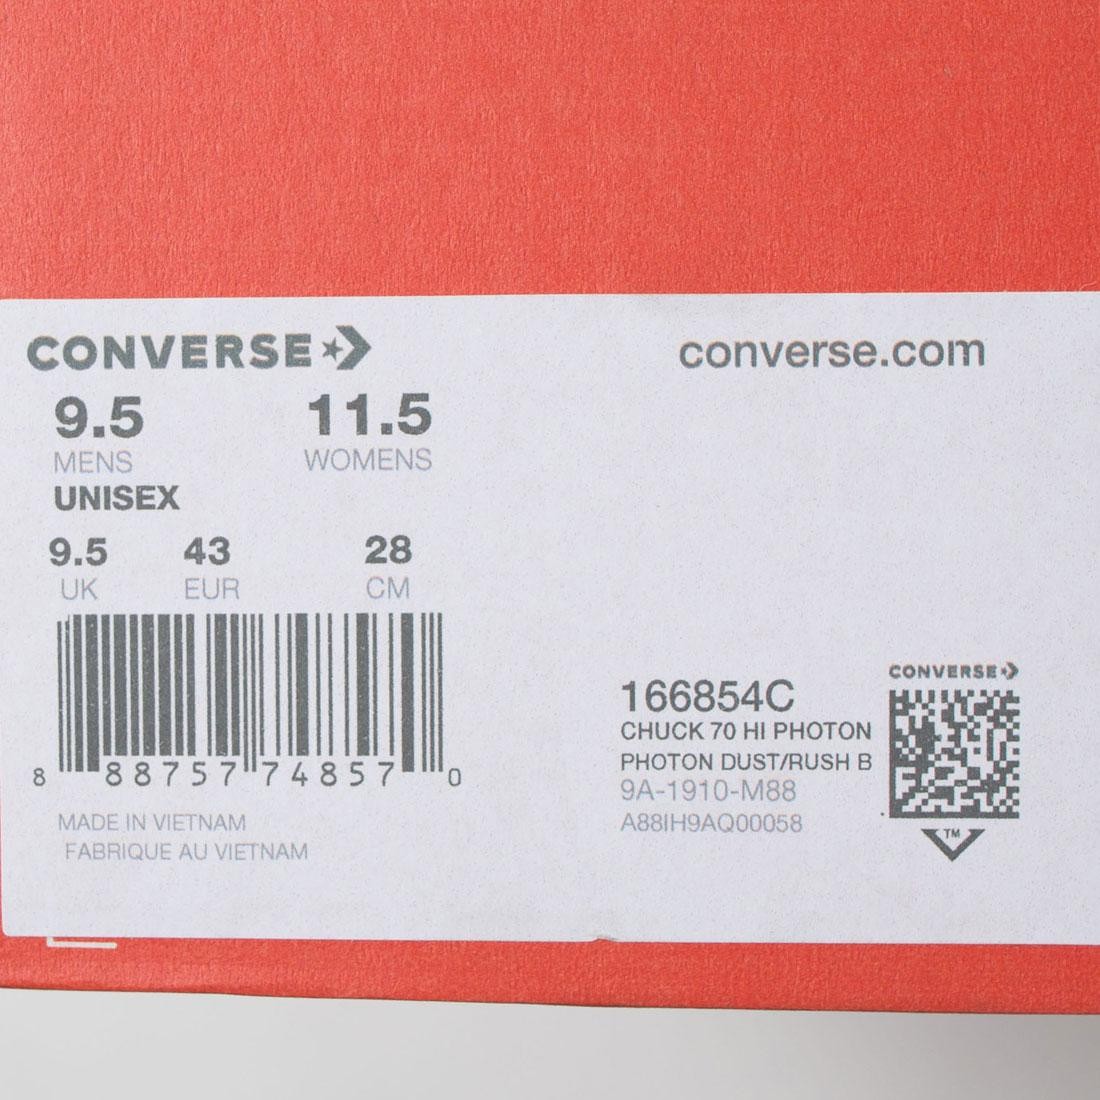 CONVERSE
converse.com
9.5 11.5
MENS WOMENS
UNISEX
9.5 43 28
UK EUR CM
8 88757 74857 0
MADE IN VIETNAM
FABRIQUE AU VIETNAM
CONVERSE
166854C
CHUCK 70 HI PHOTON
PHOTON DUST/RUSH B
9A-1910-M88
A88IH9AQ00058
TM